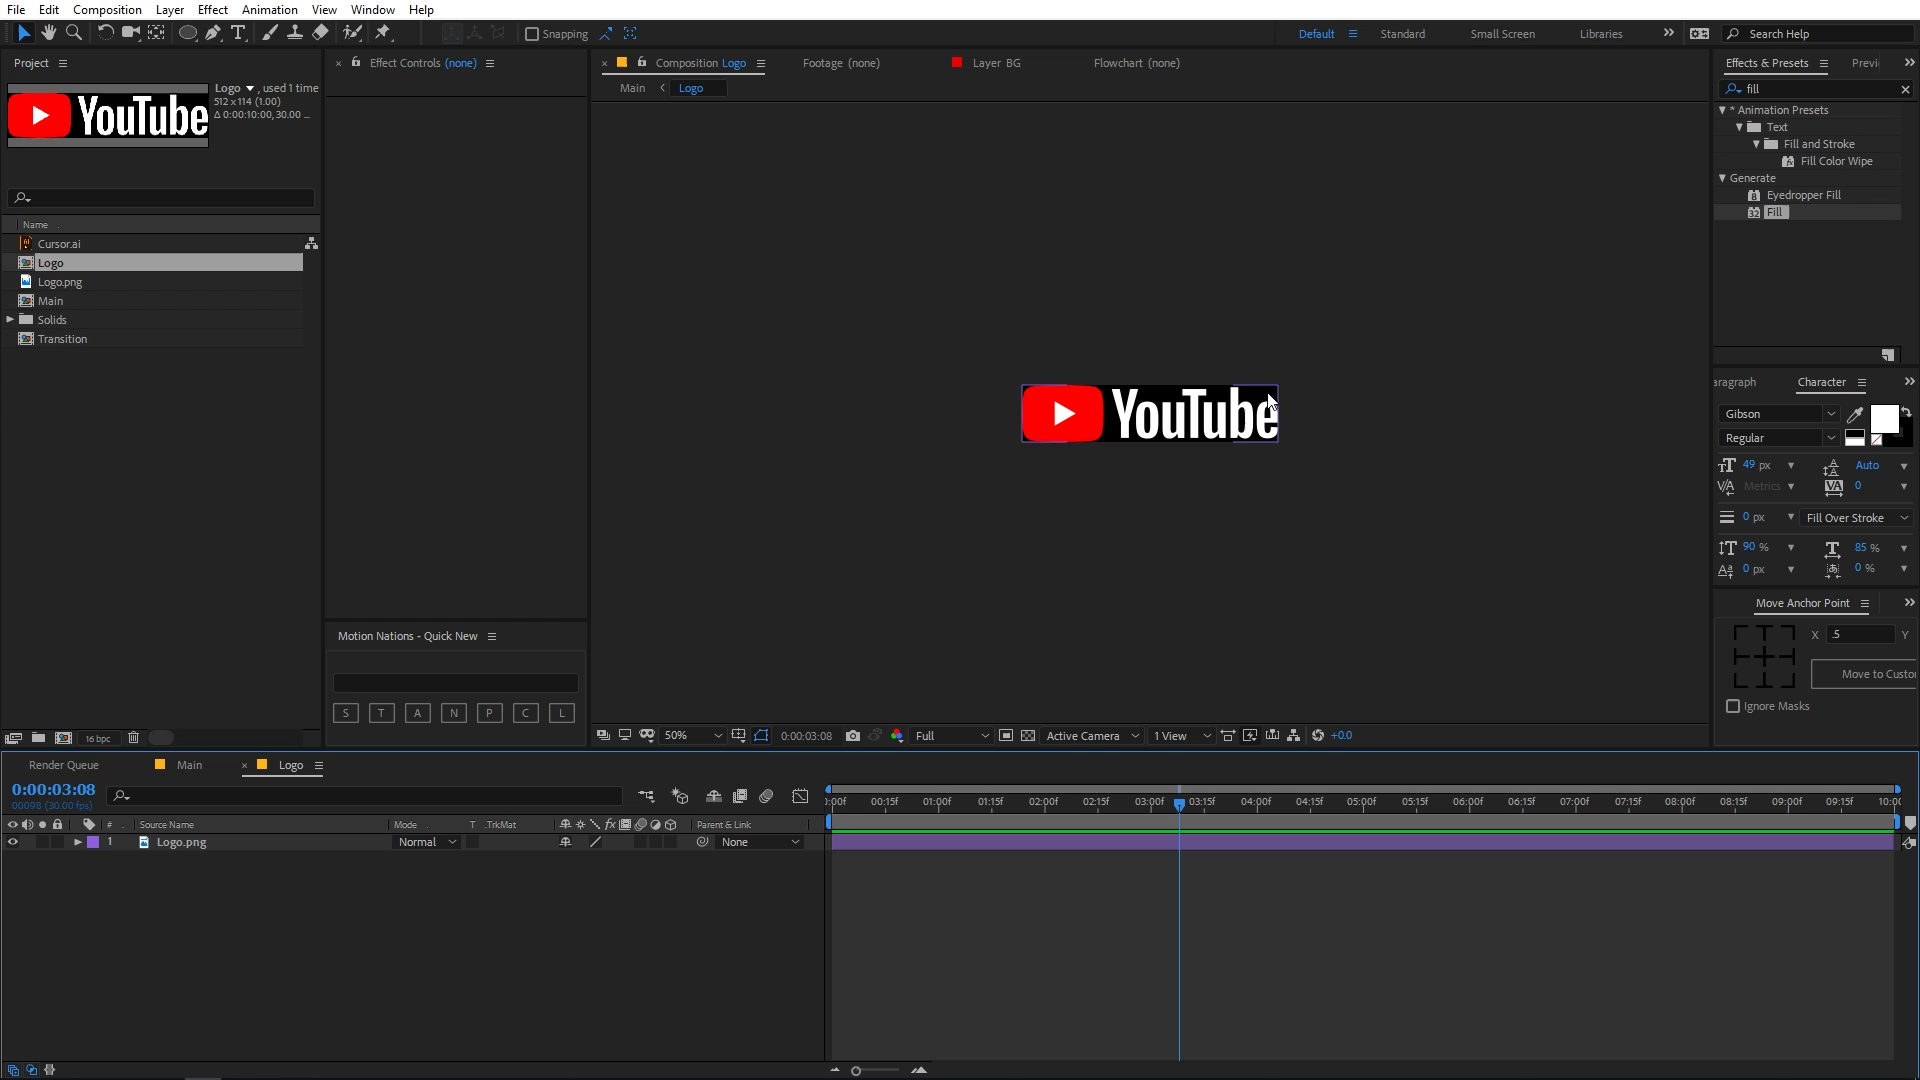 File Edit Composition Layer Effect Animation View Window Help
Snapping
Default Standard Small Screen Libraries Search Help
Project
Logo , used 1 time
512 x 114 (1.00)
Δ 0:00:10:00, 30.00 ...
YouTube
Name
Cursor.ai
Logo
Logo.png
Main
Solids
Transition
16 bpc
Effect Controls (none)
Motion Nations - Quick New
S T A N P C L
Composition Logo Footage (none) Layer BG Flowchart (none)
Main Logo
YouTube
50% 0:00:03:08 Full Active Camera 1 View +0.0
Effects & Presets Previ
fill
* Animation Presets
Text
Fill and Stroke
Fill Color Wipe
Generate
Eyedropper Fill
Fill
aragraph Character
Gibson
Regular
49 px Auto
Metrics 0
0 px Fill Over Stroke
90 % 85 %
0 px 0 %
Move Anchor Point
X .5 Y
Move to Custo
Ignore Masks
Render Queue Main Logo
0:00:03:08
00098 (30.00 fps)
# Source Name Mode T .TrkMat Parent & Link
1 Logo.png Normal None
:00f 00:15f 01:00f 01:15f 02:00f 02:15f 03:00f 03:15f 04:00f 04:15f 05:00f 05:15f 06:00f 06:15f 07:00f 07:15f 08:00f 08:15f 09:00f 09:15f 10:00